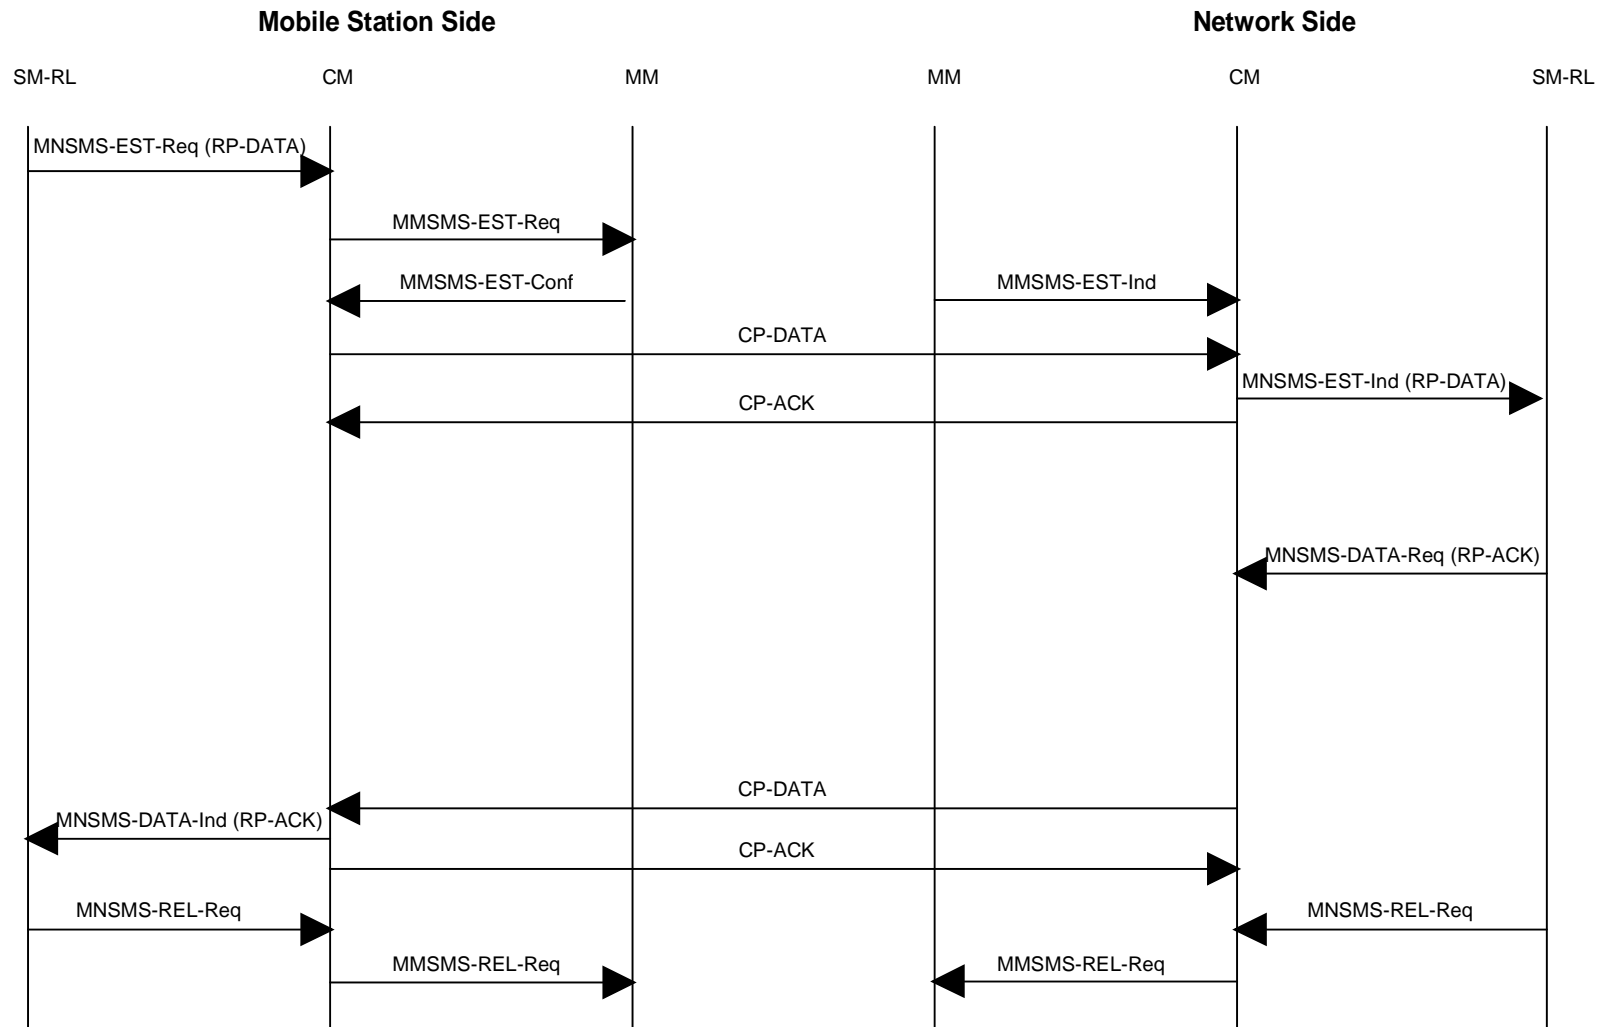 Mobile Station Side
Network Side
SM-RL
CM
MM
MM
CM
SM-RL
MNSMS-EST-Req (RP-DATA)
MMSMS-EST-Req
MMSMS-EST-Conf
MMSMS-EST-Ind
CP-DATA
MNSMS-EST-Ind (RP-DATA)
CP-ACK
MNSMS-DATA-Req (RP-ACK)
CP-DATA
MNSMS-DATA-Ind (RP-ACK)
CP-ACK
MNSMS-REL-Req
MNSMS-REL-Req
MMSMS-REL-Req
MMSMS-REL-Req